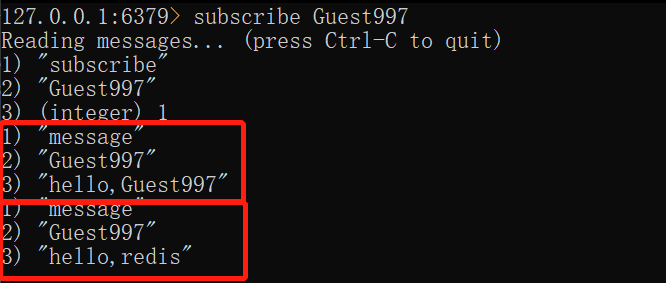 127.0.0.1:6379> subscribe Guest997
Reading messages... (press Ctrl-C to quit)
1) "subscribe"
2) "Guest997"
3) (integer) 1
1) "message"
2) "Guest997"
3) "hello,Guest997"
1) "message"
2) "Guest997"
3) "hello,redis"